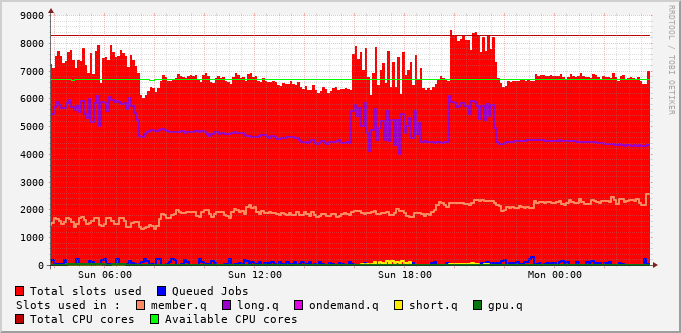 9000
8000
7000
6000
5000
4000
3000
2000
1000
0
Sun 06:00 Sun 12:00 Sun 18:00 Mon 00:00
RRDTOOL / TOBI OETIKER
Total slots used Queued Jobs
Slots used in : member.q long.q ondemand.q short.q gpu.q
Total CPU cores Available CPU cores